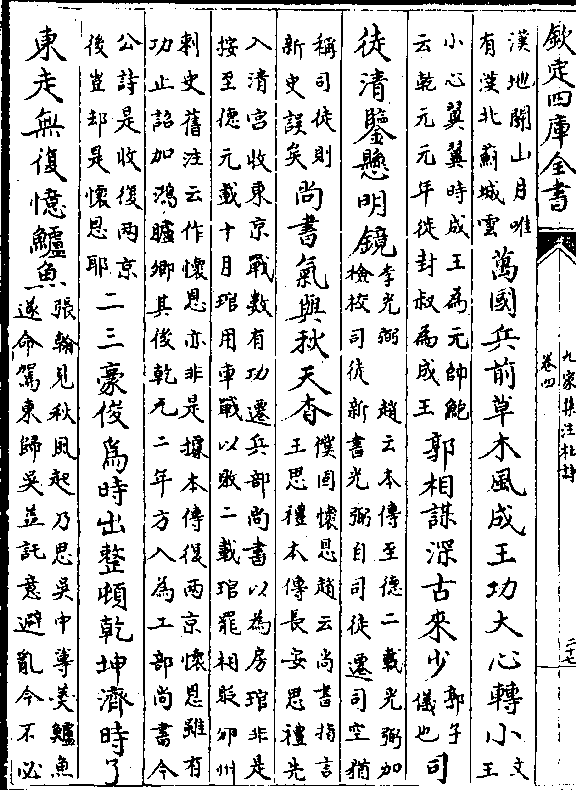 欽定四庫全書
九家集注杜詩
卷四
二十七
漢地關山月唯
有漢北薊城雲
萬國兵前草木風成王功大心轉小
文
王
小心翼翼時成王為元帥鮑
云乾元元年徙封叔為成王
郭相謀深古來少
郭子
儀也
司
徒清鑒懸明鏡
李光弼 趙云本傳至德二載光弼加
檢校司徒新書光弼自司徒遷司空猶
稱司徒則
新史誤矣
尚書氣與秋天杳
僕固懷恩趙云尚書指言
王思禮本傳長安思禮先
入清宮收東京戰數有功遷兵部尚書以為房琯非是
按至德元載十月琯用車戰以敗二載琯罷相貶邠州
刺史舊注云作懷恩亦非是據本傳復兩京懷恩雖有
功止詔加鴻臚卿其後乾元二年方入為工部尚書今
公詩是收復兩京
後豈却是懷恩耶
二三豪俊為時出整頓乾坤濟時了
東走無復憶鱸魚
張翰見秋風起乃思吳中蓴羮鱸魚
遂命駕東歸吳並託意避亂今不必